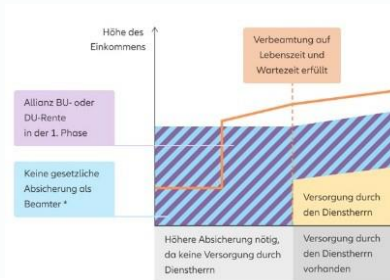 Höhe des
Einkommens
Verbeamtung auf
Lebenszeit und
Wartezeit erfüllt
Allianz BU- oder
DU-Rente
in der 1. Phase
Keine gesetzliche
Absicherung als
Beamter *
Versorgung durch
den Dienstherrn
Höhere Absicherung nötig,
da keine Versorgung durch
Dienstherrn
Versorgung durch
den Dienstherrn
vorhanden